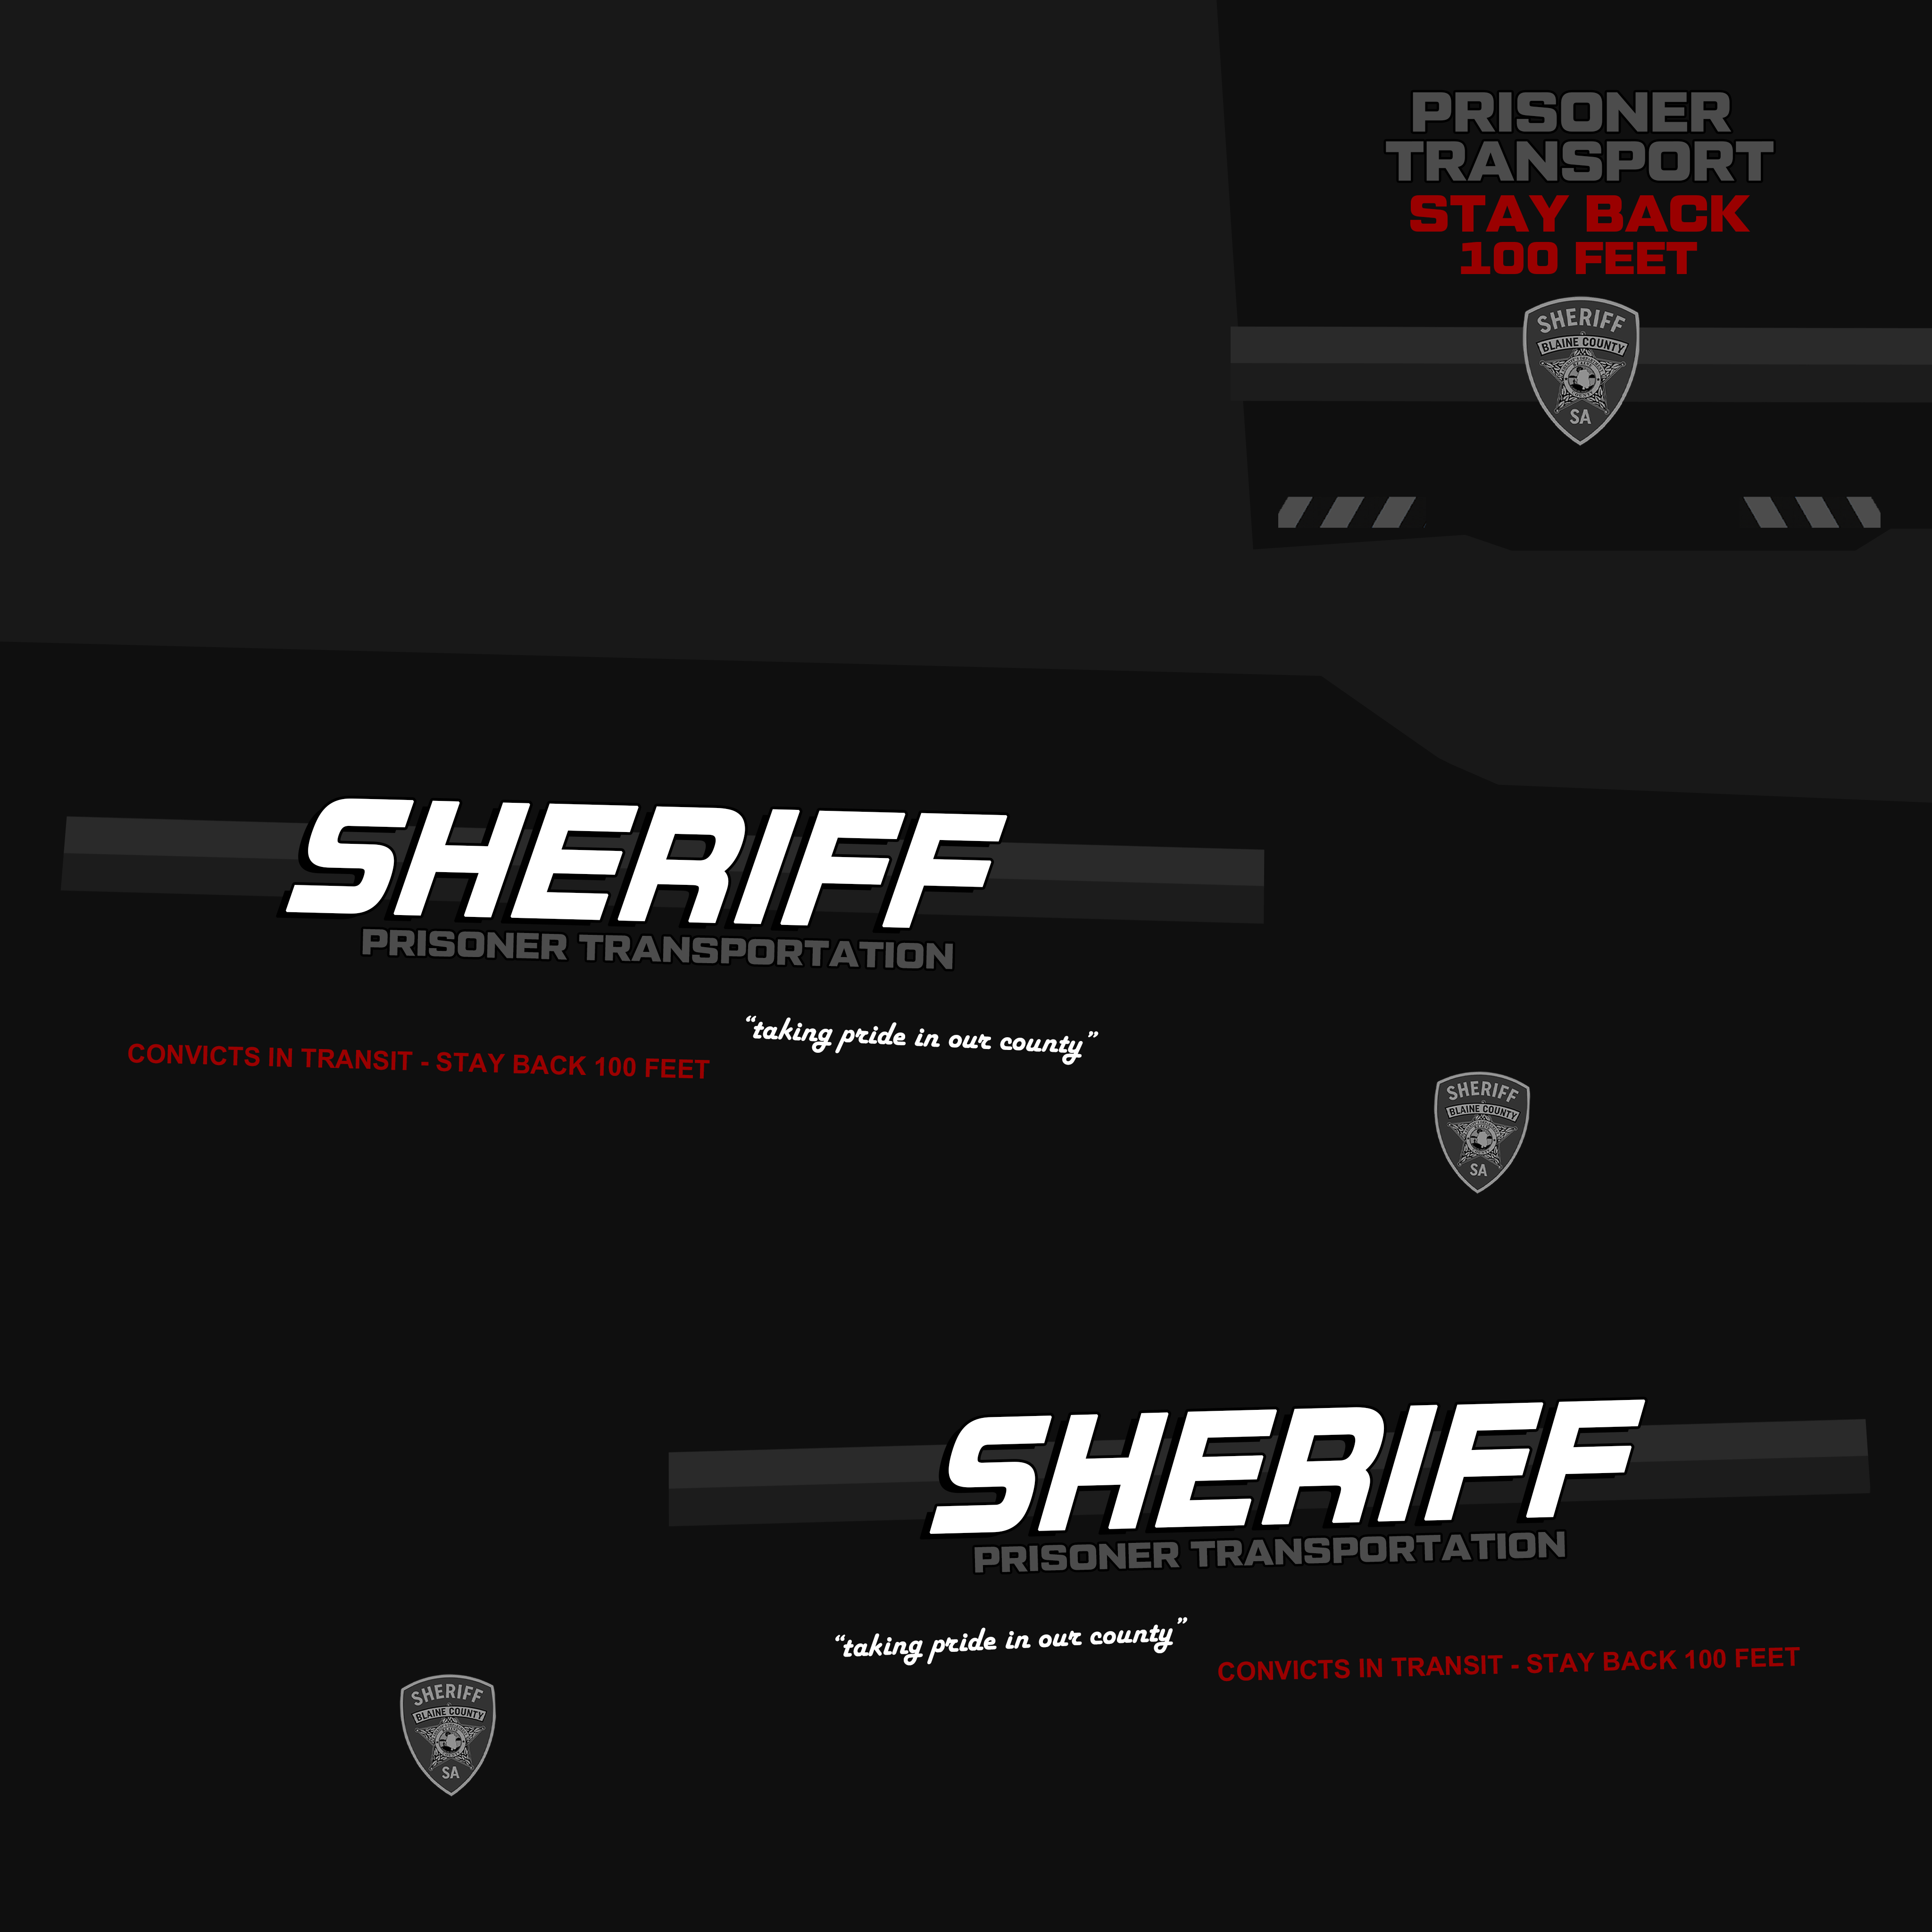 PRISONER
TRANSPORT
STAY BACK
100 FEET
SHERIFF
BLAINE COUNTY
SA
SHERIFF
PRISONER TRANSPORTATION
“taking pride in our county”
CONVICTS IN TRANSIT - STAY BACK 100 FEET
SHERIFF
BLAINE COUNTY
SA
SHERIFF
PRISONER TRANSPORTATION
“taking pride in our county”
CONVICTS IN TRANSIT - STAY BACK 100 FEET
SHERIFF
BLAINE COUNTY
SA